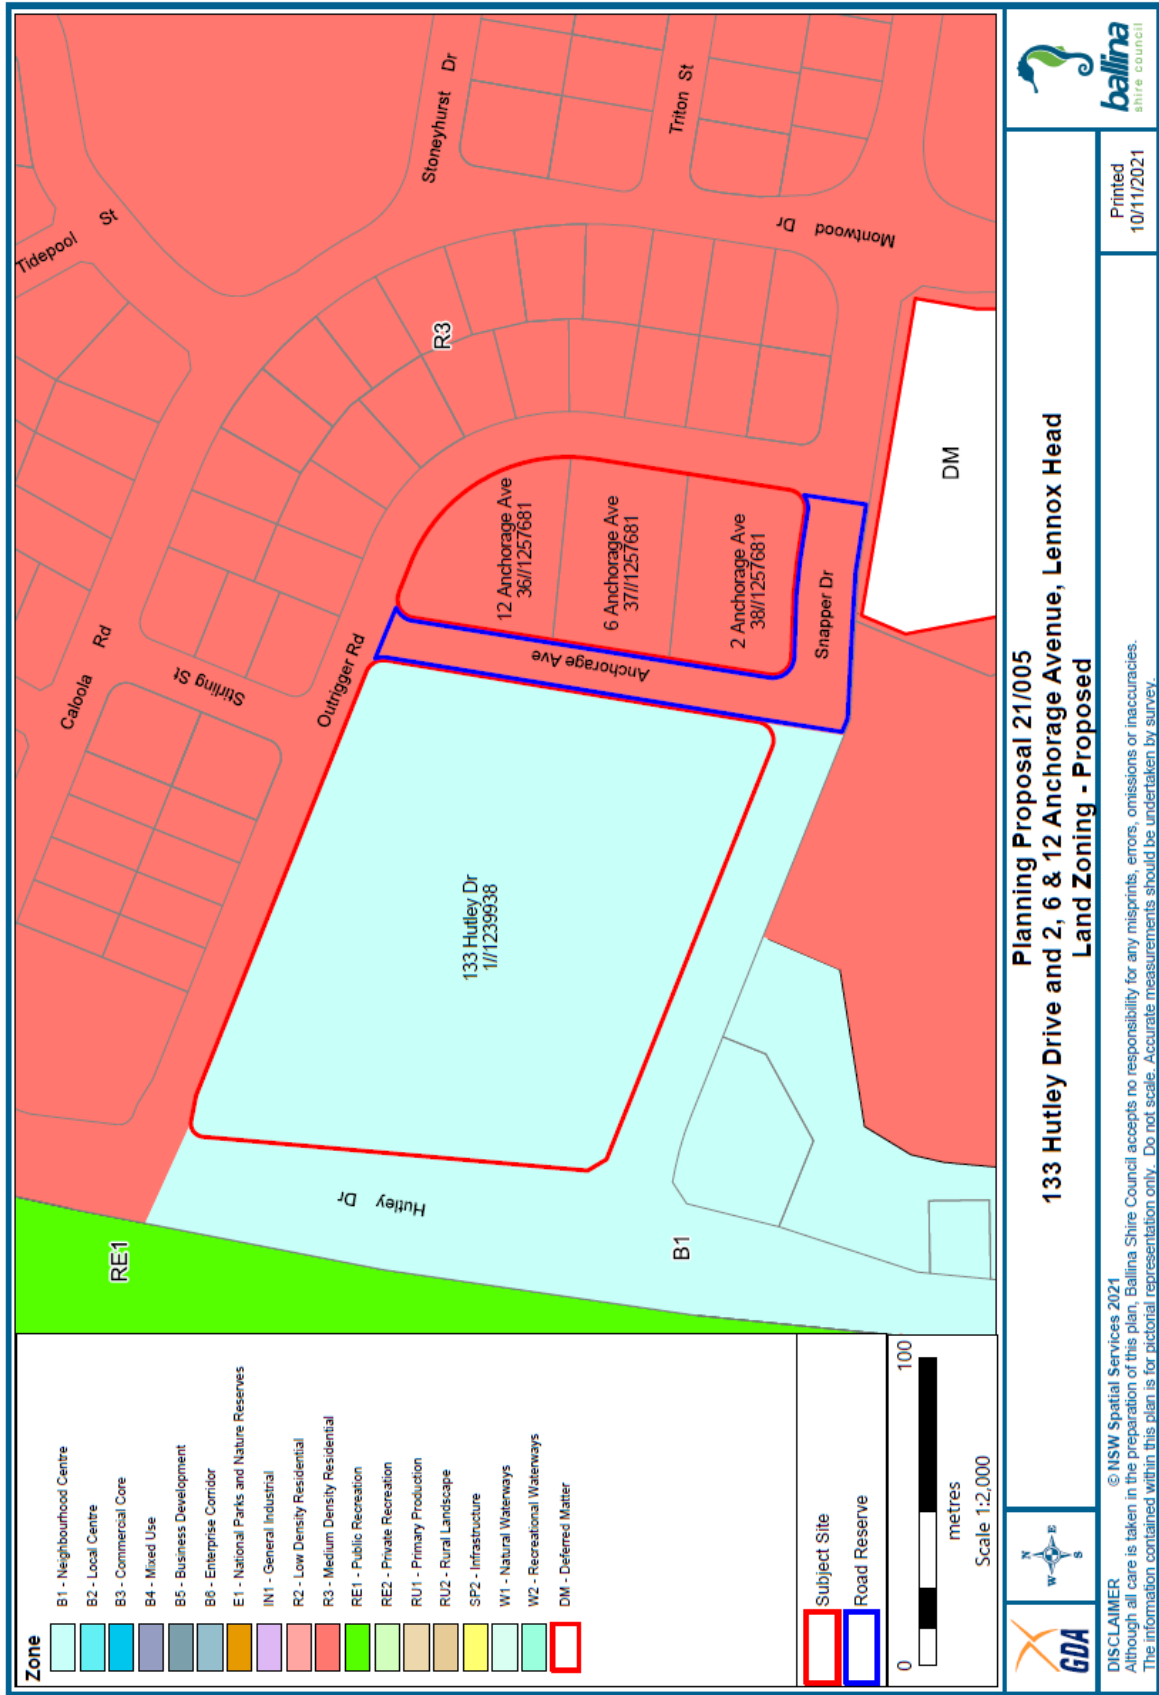 Tidepool St
Stoneyhurst Dr
Triton St
Montwood Dr
R3
Caloola Rd
Stirling St
Outrigger Rd
12 Anchorage Ave
36//1257681
6 Anchorage Ave
37//1257681
2 Anchorage Ave
38//1257681
Anchorage Ave
Snapper Dr
DM
133 Hutley Dr
1//1239938
Hutley Dr
RE1
B1
Zone
B1 - Neighbourhood Centre
B2 - Local Centre
B3 - Commercial Core
B4 - Mixed Use
B5 - Business Development
B6 - Enterprise Corridor
E1 - National Parks and Nature Reserves
IN1 - General Industrial
R2 - Low Density Residential
R3 - Medium Density Residential
RE1 - Public Recreation
RE2 - Private Recreation
RU1 - Primary Production
RU2 - Rural Landscape
SP2 - Infrastructure
W1 - Natural Waterways
W2 - Recreational Waterways
DM - Deferred Matter
Subject Site
Road Reserve
0 100
metres
Scale 1:2,000
GDA
N
W E
S
Planning Proposal 21/005
133 Hutley Drive and 2, 6 & 12 Anchorage Avenue, Lennox Head
Land Zoning - Proposed
ballina
shire council
DISCLAIMER © NSW Spatial Services 2021
Although all care is taken in the preparation of this plan, Ballina Shire Council accepts no responsibility for any misprints, errors, omissions or inaccuracies.
The information contained within this plan is for pictorial representation only. Do not scale. Accurate measurements should be undertaken by survey.
Printed
10/11/2021